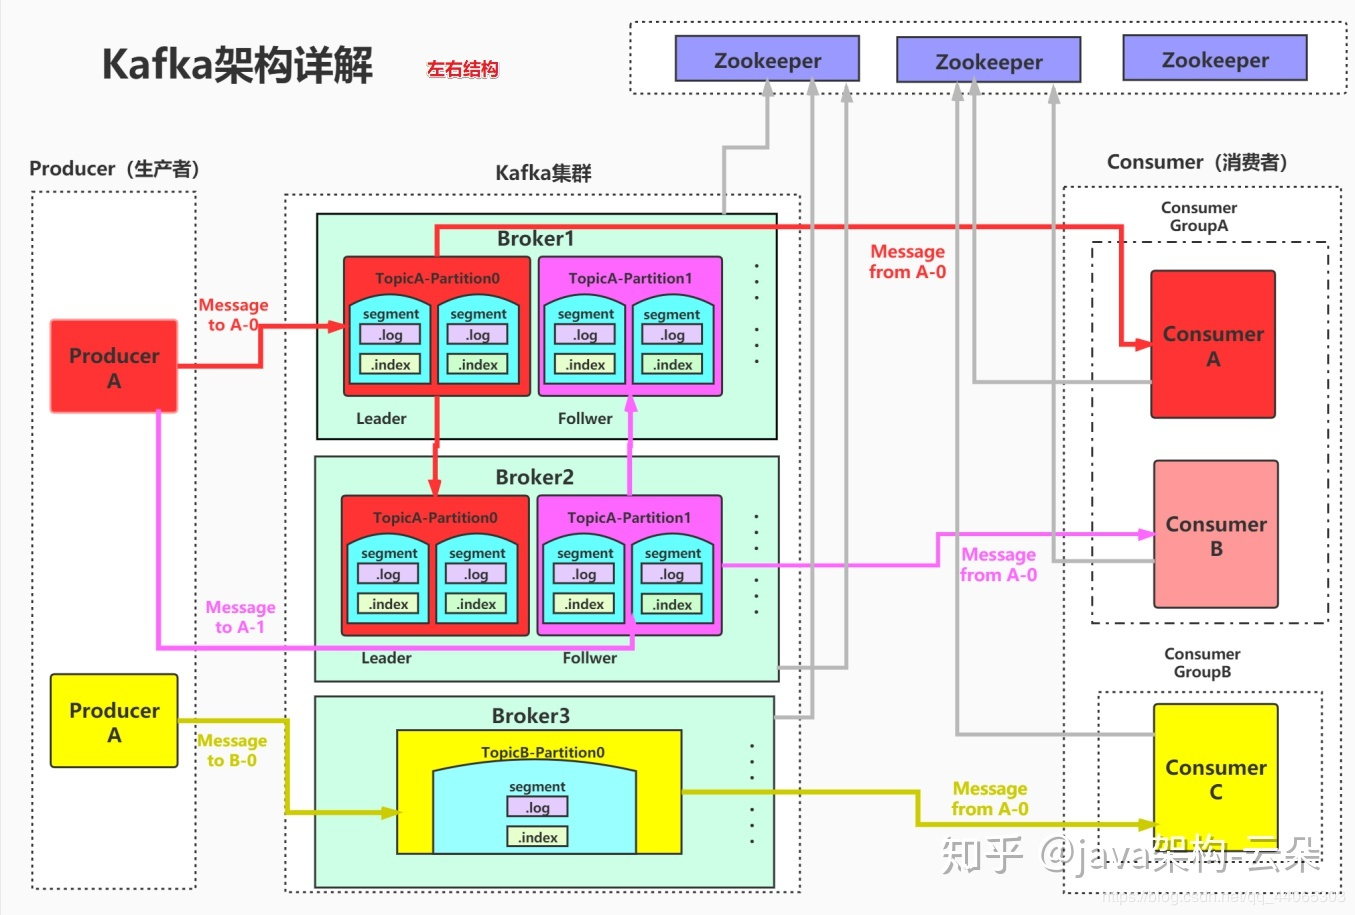 Kafka架构详解
左右结构
Zookeeper
Zookeeper
Zookeeper
Producer（生产者）
Kafka集群
Consumer（消费者）
Producer
A
Message
to A-0
Message
to A-1
Producer
A
Message
to B-0
Broker1
TopicA-Partition0
segment
.log
.index
segment
.log
.index
Leader
TopicA-Partition1
segment
.log
.index
segment
.log
.index
Follwer
Broker2
TopicA-Partition0
segment
.log
.index
segment
.log
.index
Leader
TopicA-Partition1
segment
.log
.index
segment
.log
.index
Follwer
Broker3
TopicB-Partition0
segment
.log
.index
Message
from A-0
Message
from A-0
Message
from A-0
Consumer
GroupA
Consumer
A
Consumer
B
Consumer
GroupB
Consumer
C
知乎 @java架构-云朵
https://blog.csdn.net/qq_44065303